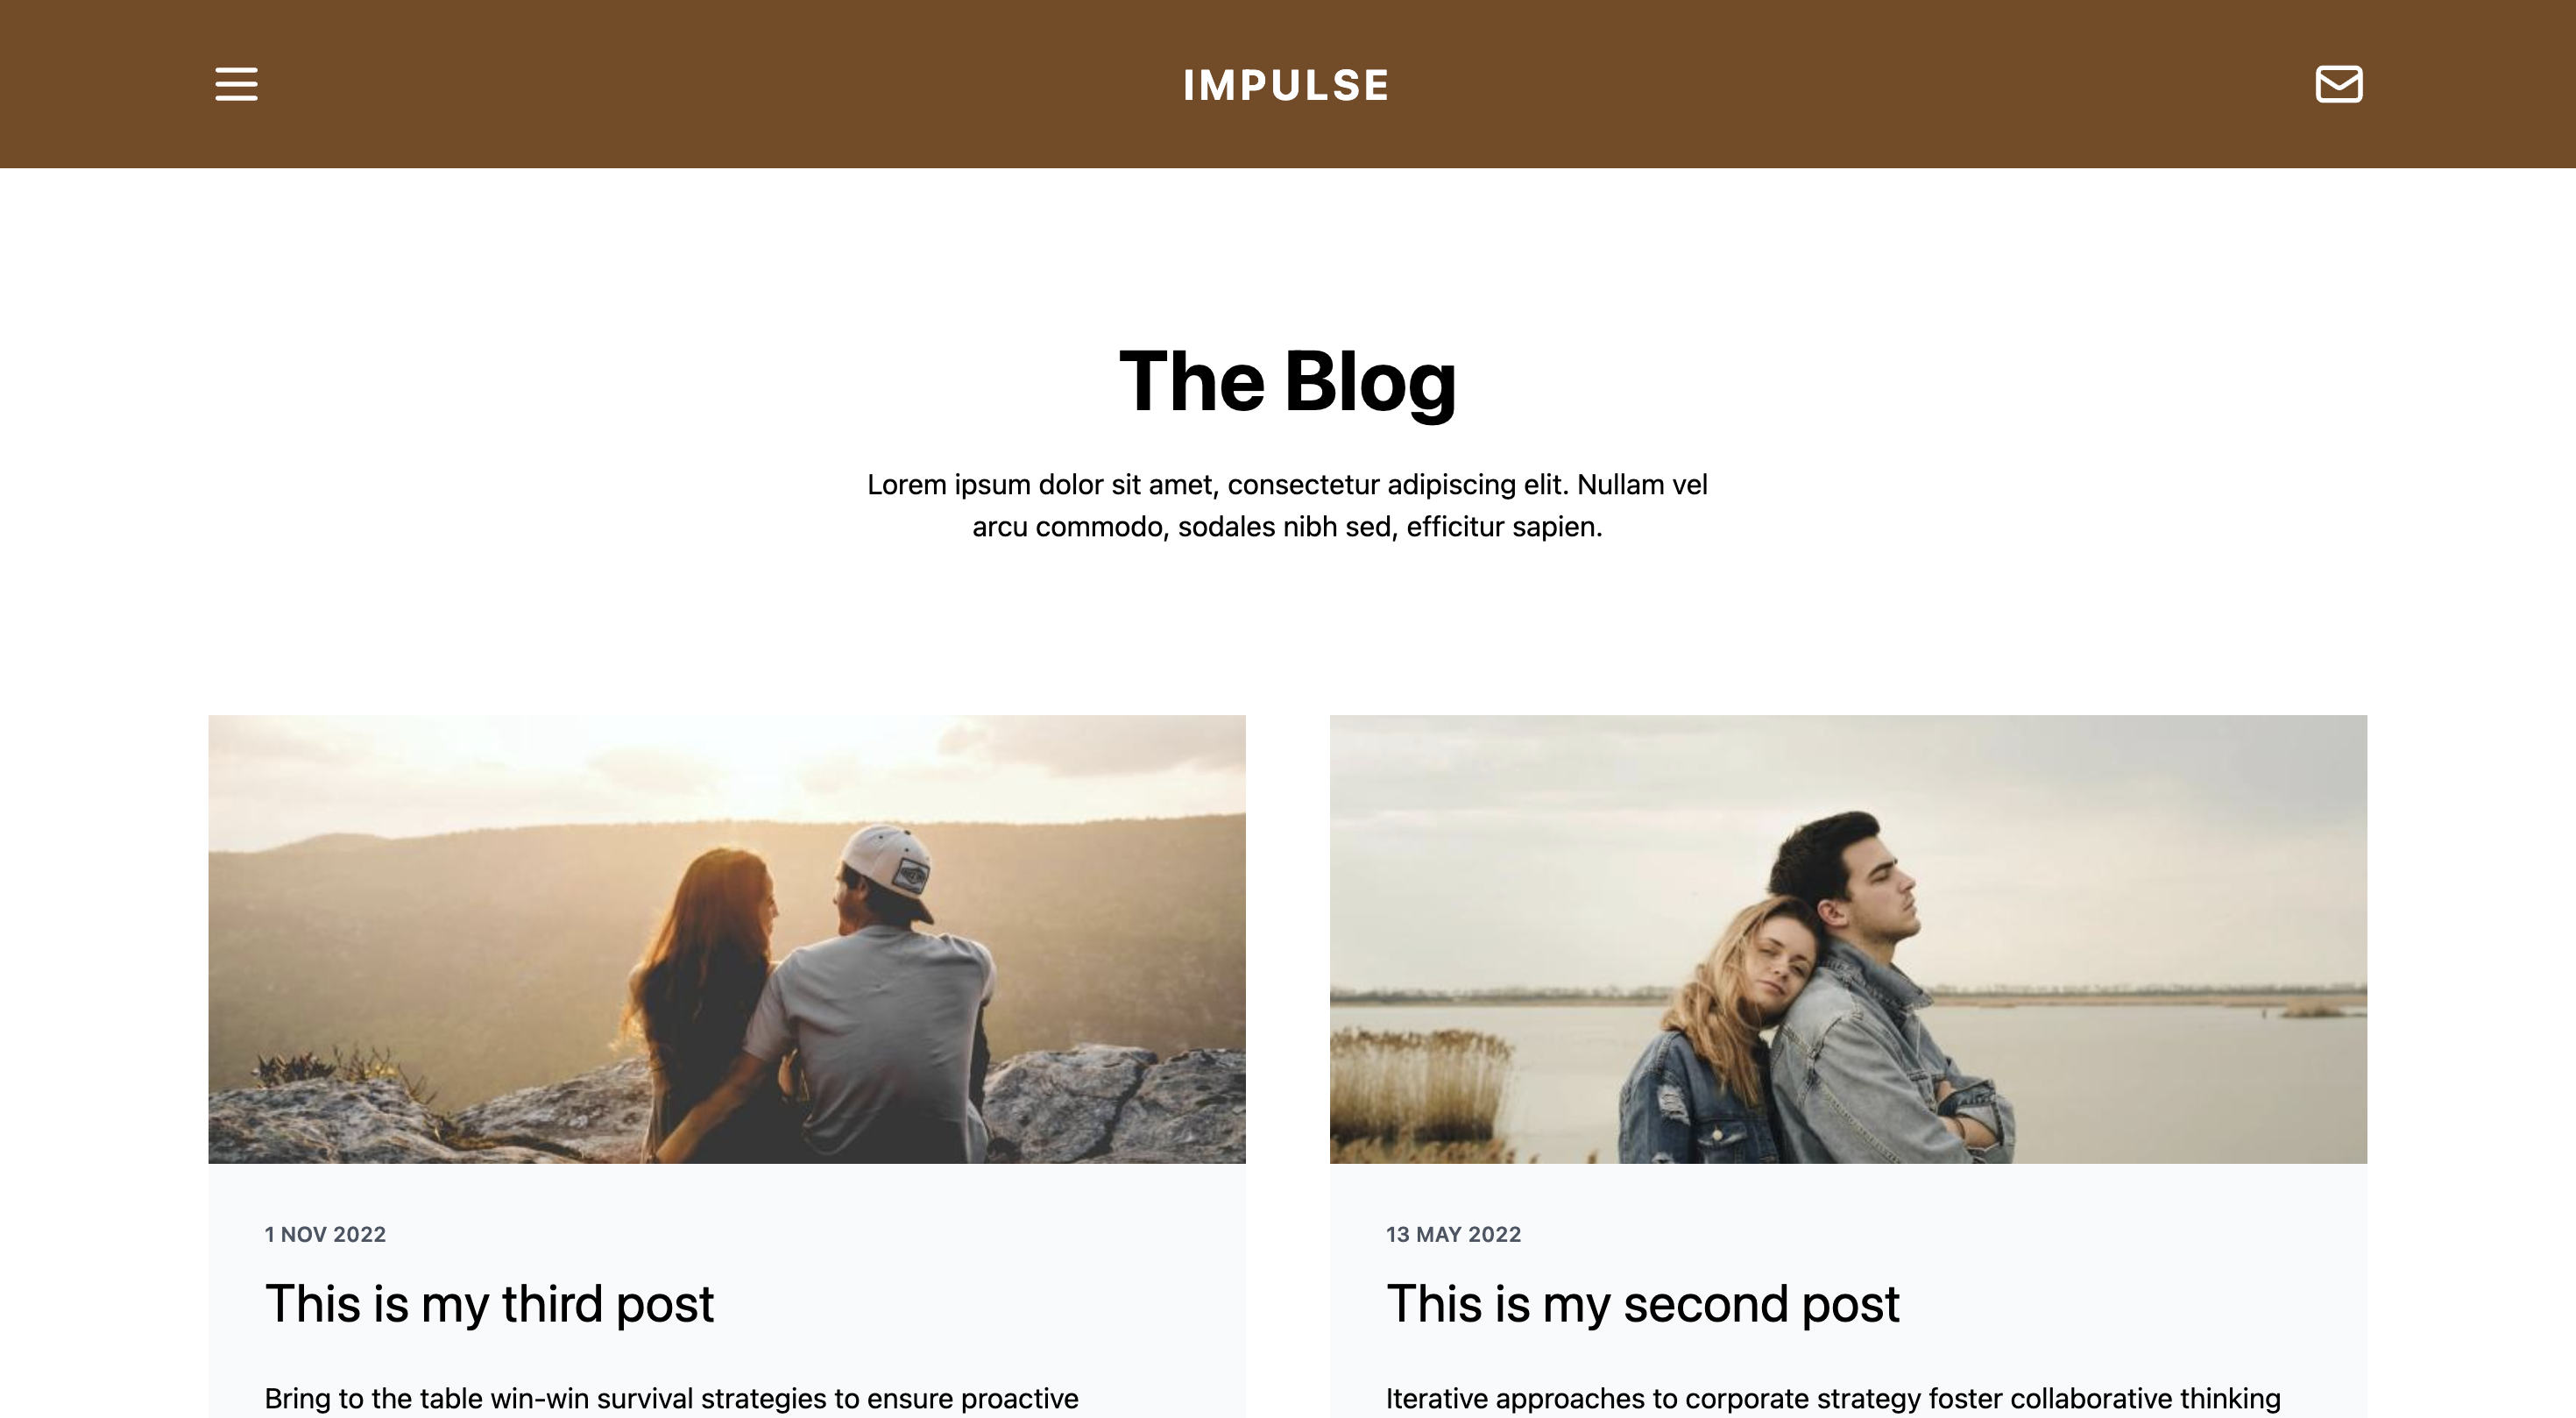 IMPULSE
The Blog
Lorem ipsum dolor sit amet, consectetur adipiscing elit. Nullam vel
arcu commodo, sodales nibh sed, efficitur sapien.
1 NOV 2022
This is my third post
Bring to the table win-win survival strategies to ensure proactive
13 MAY 2022
This is my second post
Iterative approaches to corporate strategy foster collaborative thinking